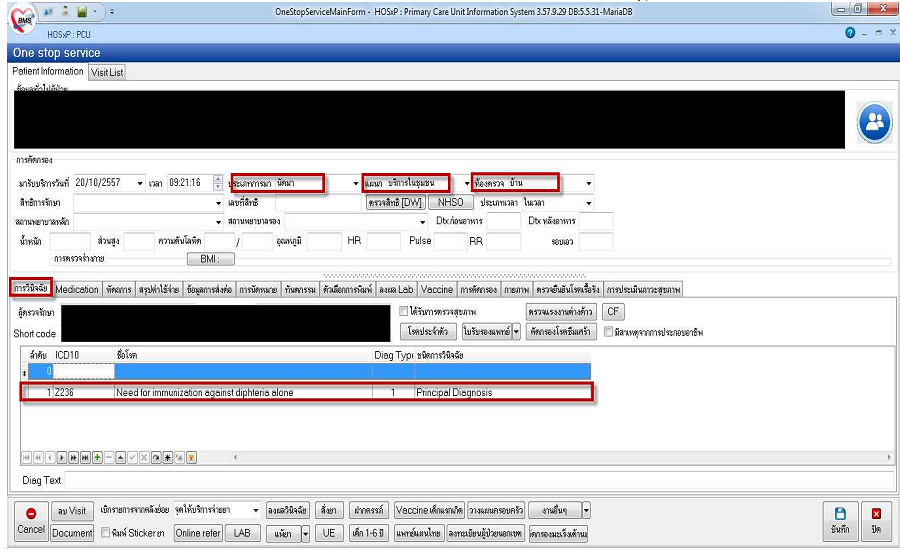 OneStopServiceMainForm - HOSxP : Primary Care Unit Information System 3.57.9.29 DB:5.5.31-MariaDB
BMS
HOSxP : PCU
One stop service
Patient Information Visit List
ข้อมูลทั่วไปผู้ป่วย
การคัดกรอง
มารับบริการวันที่ 20/10/2557 เวลา 09:21:16 ประเภทการมา นัดมา แผนก บริการในชุมชน ห้องตรวจ บ้าน
สิทธิการรักษา เลขที่สิทธิ ตรวจสิทธิ [DW] NHSO ประเภทเวลา ในเวลา
สถานพยาบาลหลัก สถานพยาบาลรอง Dtx ก่อนอาหาร Dtx หลังอาหาร
น้ำหนัก ส่วนสูง ความดันโลหิต / อุณหภูมิ HR Pulse RR รอบเอว
การตรวจร่างกาย BMI :
การวินิจฉัย Medication หัตถการ สรุปค่าใช้จ่าย ข้อมูลการส่งต่อ การนัดหมาย ทันตกรรม ตัวเลือกการพิมพ์ ลงผล Lab Vaccine การคัดกรอง กายภาพ ตรวจยืนยันโรคเรื้อรัง การประเมินภาวะสุขภาพ
ผู้ตรวจรักษา ได้รับการตรวจสุขภาพ ตรวจแรงงานต่างด้าว CF
Short code โรคประจำตัว ใบรับรองแพทย์ คัดกรองโรคซึมเศร้า มีสาเหตุจากการประกอบอาชีพ
ลำดับ ICD10 ชื่อโรค Diag Type ชนิดการวินิจฉัย
0
1 Z236 Need for immunization against diphteria alone 1 Principal Diagnosis
Diag Text
Cancel ลบ Visit เบิกรายการจากคลังย่อย จุดให้บริการจ่ายยา ลงผลวินิจฉัย สั่งยา ฝากครรภ์ Vaccine เด็กแรกเกิด วางแผนครอบครัว งานอื่นๆ
Document พิมพ์ Sticker ยา Online refer LAB แพ้ยา UE เด็ก 1-6 ปี แพทย์แผนไทย ลงทะเบียนผู้ป่วยนอกเขต คัดกรองมะเร็งเต้านม บันทึก ปิด